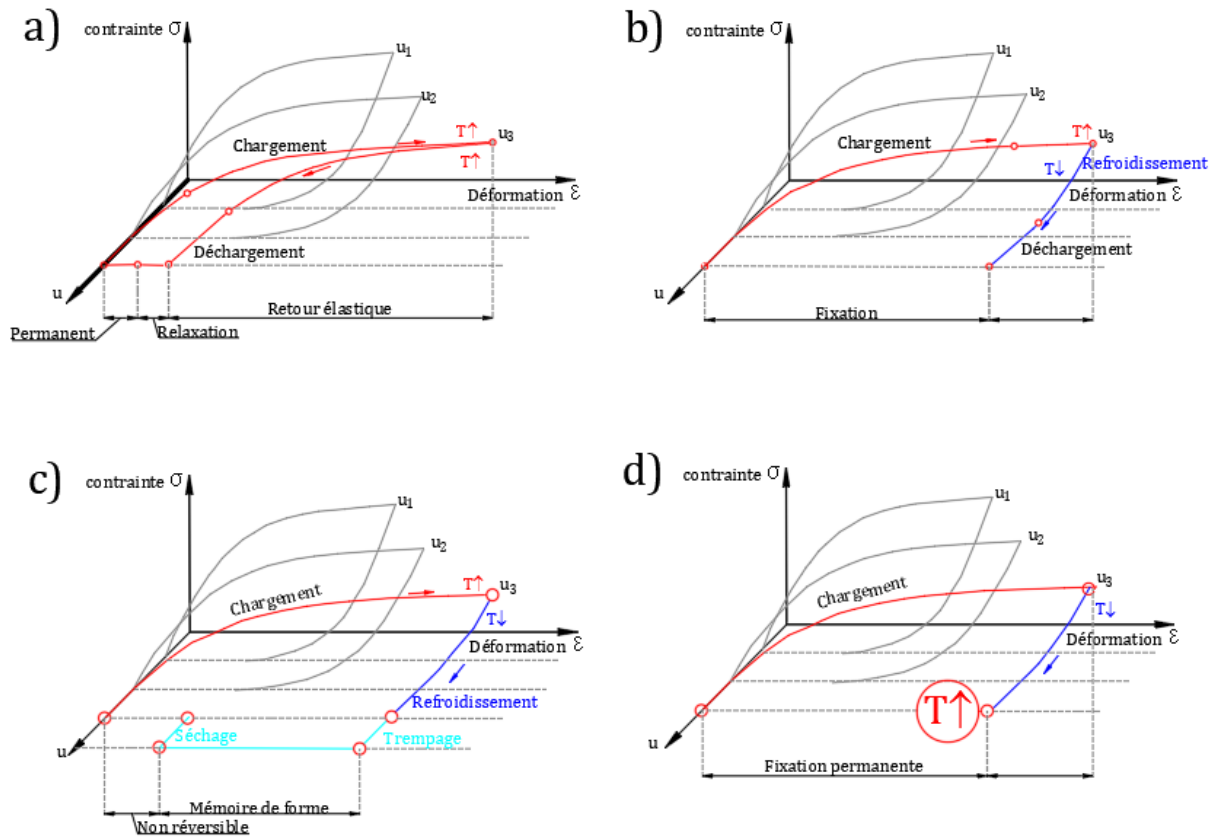 a)
contrainte σ
u₁
u₂
Chargement
T↑
u₃
T↑
Déformation ε
Déchargement
u
Retour élastique
Permanent
Relaxation
b)
contrainte σ
u₁
u₂
Chargement
T↑
u₃
T↓
Refroidissement
Déformation ε
Déchargement
u
Fixation
c)
contrainte σ
u₁
u₂
Chargement
T↑
u₃
T↓
Déformation ε
Refroidissement
Séchage
Trempage
u
Mémoire de forme
Non réversible
d)
contrainte σ
u₁
u₂
Chargement
u₃
T↓
Déformation ε
T↑
u
Fixation permanente